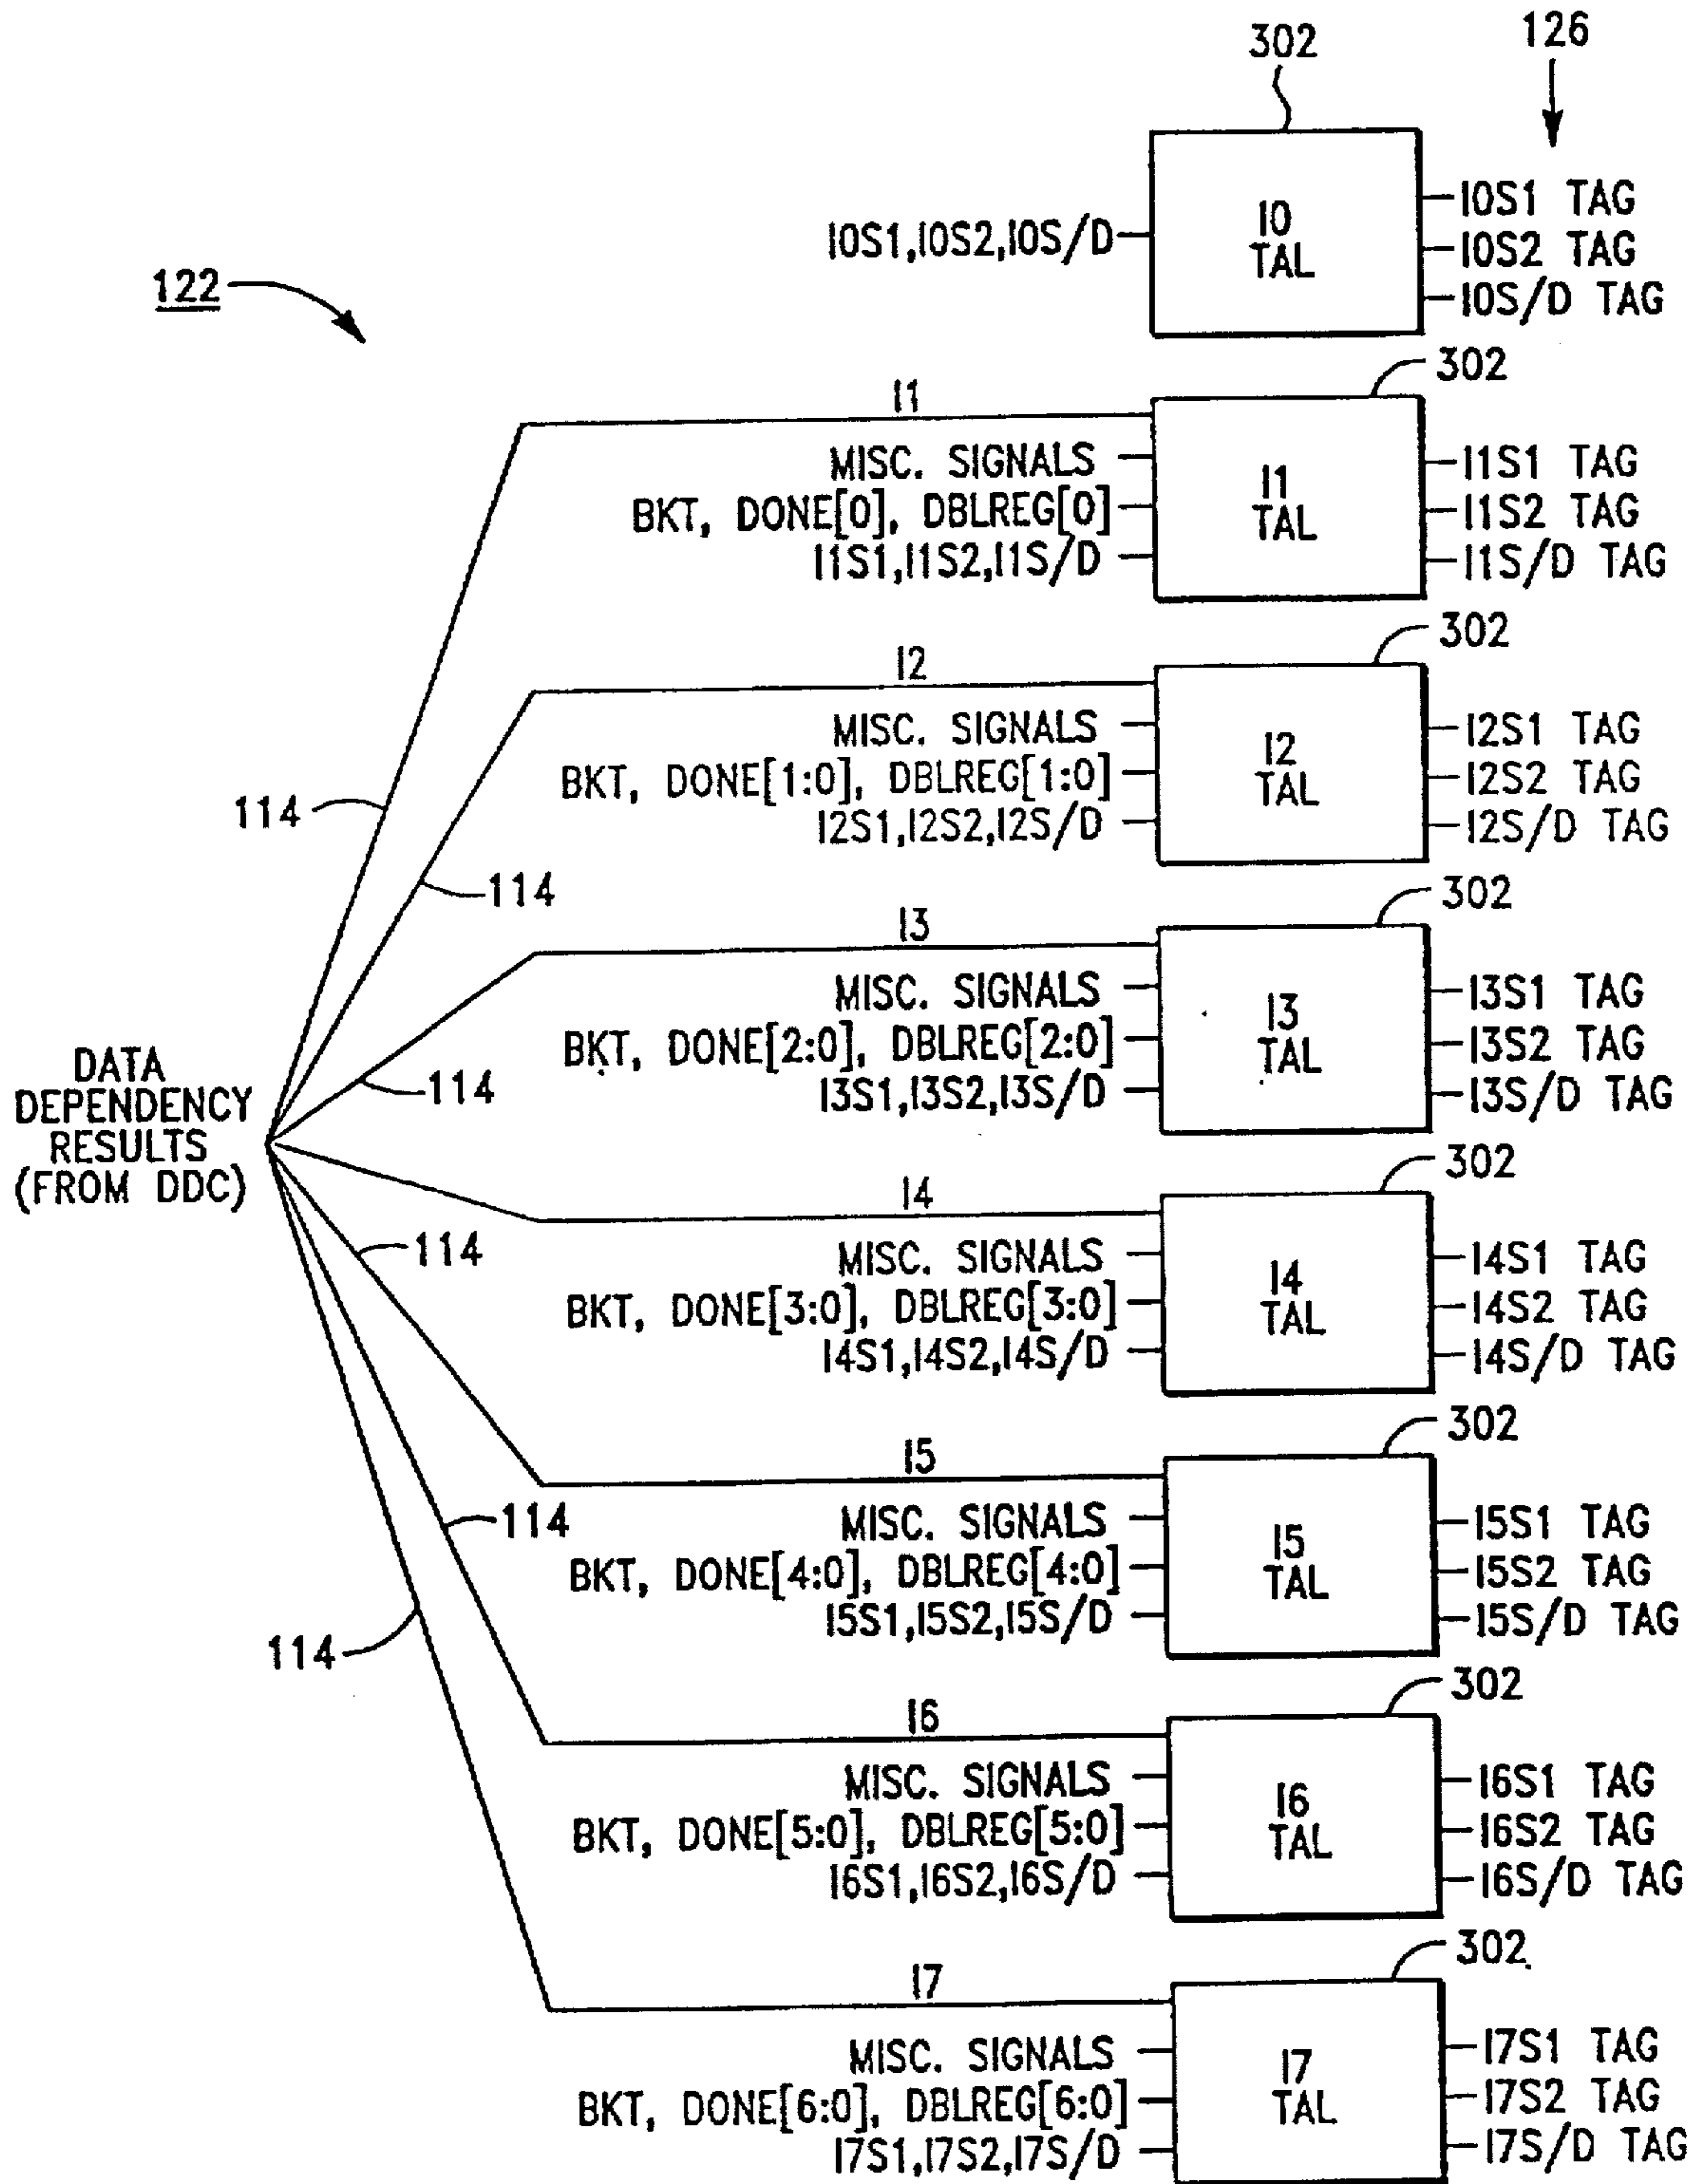 302
126
I0S1,I0S2,I0S/D
I0
TAL
I0S1 TAG
I0S2 TAG
I0S/D TAG
122
302
I1
MISC. SIGNALS
BKT, DONE[0], DBLREG[0]
I1S1,I1S2,I1S/D
I1
TAL
I1S1 TAG
I1S2 TAG
I1S/D TAG
302
I2
MISC. SIGNALS
BKT, DONE[1:0], DBLREG[1:0]
I2S1,I2S2,I2S/D
I2
TAL
I2S1 TAG
I2S2 TAG
I2S/D TAG
114
114
302
I3
MISC. SIGNALS
BKT, DONE[2:0], DBLREG[2:0]
I3S1,I3S2,I3S/D
I3
TAL
I3S1 TAG
I3S2 TAG
I3S/D TAG
114
DATA
DEPENDENCY
RESULTS
(FROM DDC)
302
I4
MISC. SIGNALS
BKT, DONE[3:0], DBLREG[3:0]
I4S1,I4S2,I4S/D
I4
TAL
I4S1 TAG
I4S2 TAG
I4S/D TAG
114
302
I5
MISC. SIGNALS
BKT, DONE[4:0], DBLREG[4:0]
I5S1,I5S2,I5S/D
I5
TAL
I5S1 TAG
I5S2 TAG
I5S/D TAG
114
114
302
I6
MISC. SIGNALS
BKT, DONE[5:0], DBLREG[5:0]
I6S1,I6S2,I6S/D
I6
TAL
I6S1 TAG
I6S2 TAG
I6S/D TAG
302
I7
MISC. SIGNALS
BKT, DONE[6:0], DBLREG[6:0]
I7S1,I7S2,I7S/D
I7
TAL
I7S1 TAG
I7S2 TAG
I7S/D TAG